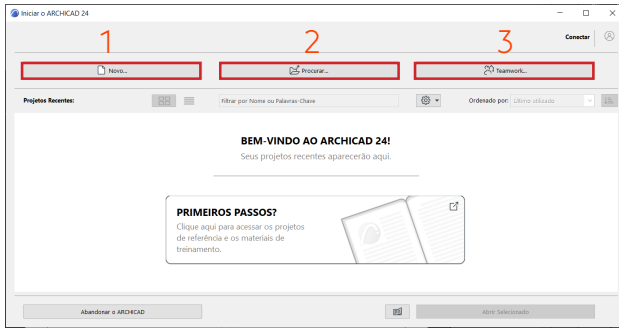 Iniciar o ARCHICAD 24
1 2 3
Conectar
Novo... Procurar... Teamwork...
Projetos Recentes: Filtrar por Nome ou Palavras-Chave Ordenado por: Último utilizado
BEM-VINDO AO ARCHICAD 24!
Seus projetos recentes aparecerão aqui.
PRIMEIROS PASSOS?
Clique aqui para acessar os projetos
de referência e os materiais de
treinamento.
Abandonar o ARCHICAD Abrir Selecionado